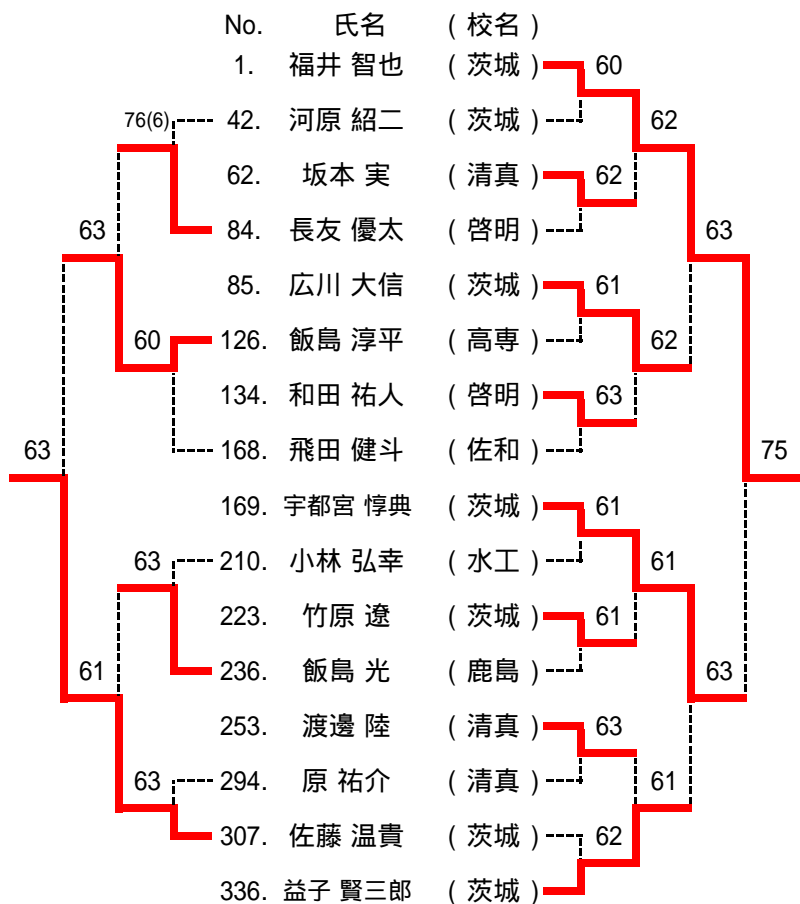 No. 氏名 ( 校名 )
1. 福井 智也 ( 茨城 ) 60
76(6) 42. 河原 紹二 ( 茨城 ) 62
62. 坂本 実 ( 清真 ) 62
63 84. 長友 優太 ( 啓明 ) 63
85. 広川 大信 ( 茨城 ) 61
60 126. 飯島 淳平 ( 高専 ) 62
134. 和田 祐人 ( 啓明 ) 63
63 168. 飛田 健斗 ( 佐和 ) 75
169. 宇都宮 惇典 ( 茨城 ) 61
63 210. 小林 弘幸 ( 水工 ) 61
223. 竹原 遼 ( 茨城 ) 61
61 236. 飯島 光 ( 鹿島 ) 63
253. 渡邊 陸 ( 清真 ) 63
63 294. 原 祐介 ( 清真 ) 61
307. 佐藤 温貴 ( 茨城 ) 62
336. 益子 賢三郎 ( 茨城 )